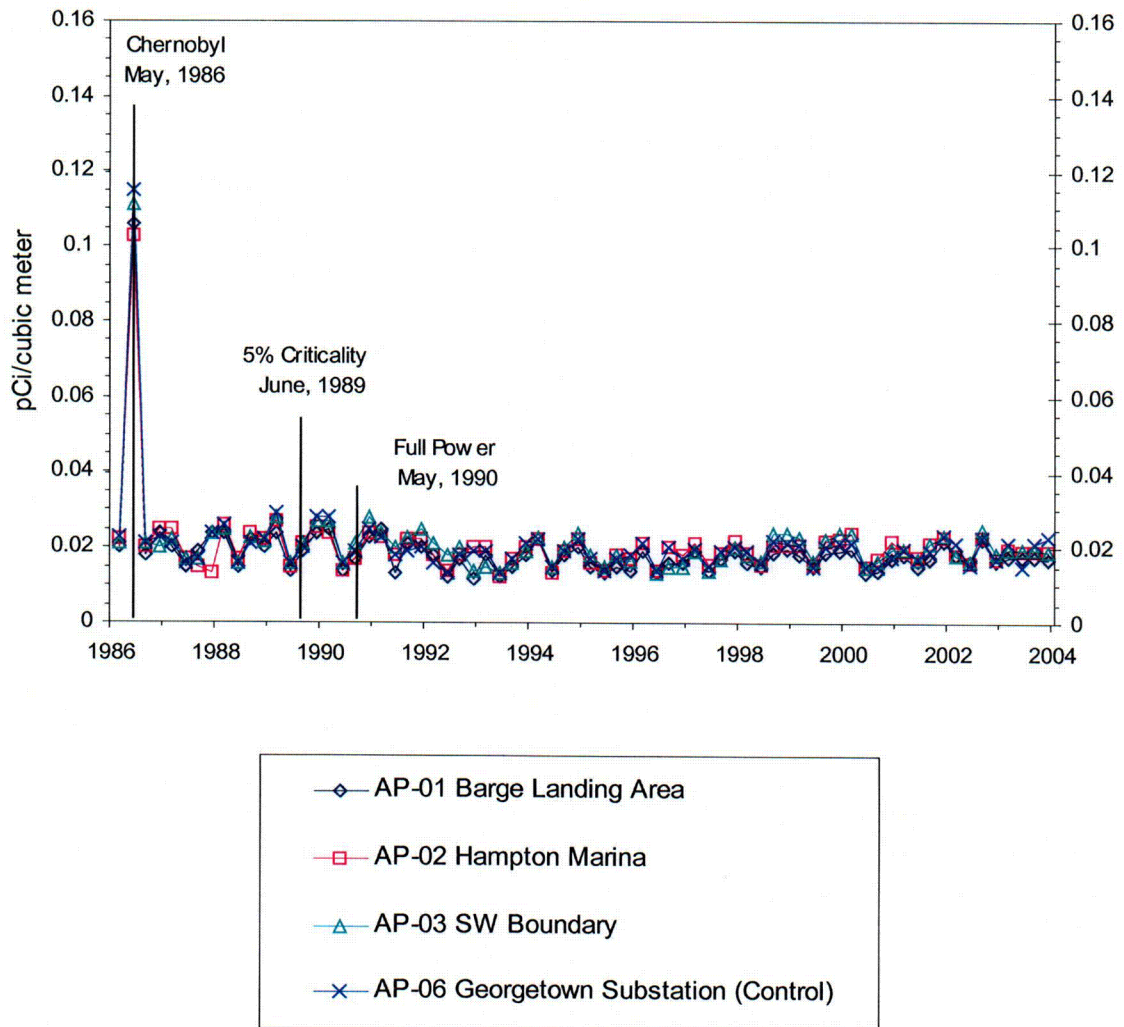 0.16
0.14
0.12
0.1
0.08
0.06
0.04
0.02
0
pCi/cubic meter
Chernobyl
May, 1986
5% Criticality
June, 1989
Full Power
May, 1990
0.16
0.14
0.12
0.1
0.08
0.06
0.04
0.02
0
1986 1988 1990 1992 1994 1996 1998 2000 2002 2004
AP-01 Barge Landing Area
AP-02 Hampton Marina
AP-03 SW Boundary
AP-06 Georgetown Substation (Control)